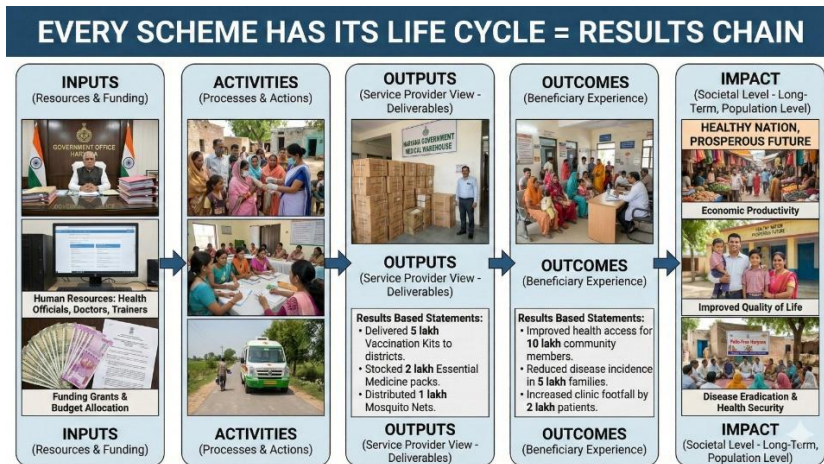 EVERY SCHEME HAS ITS LIFE CYCLE = RESULTS CHAIN
INPUTS
(Resources & Funding)
GOVERNMENT OFFICE
Human Resources: Health
Officials, Doctors, Trainers
Funding Grants &
Budget Allocation
INPUTS
(Resources & Funding)
ACTIVITIES
(Processes & Actions)
ACTIVITIES
(Processes & Actions)
OUTPUTS
(Service Provider View -
Deliverables)
HARYANA GOVERNMENT
MEDICAL WAREHOUSE
OUTPUTS
(Service Provider View -
Deliverables)
Results Based Statements:
• Delivered 5 lakh
Vaccination Kits to
districts.
• Stocked 2 lakh Essential
Medicine packs.
• Distributed 1 lakh
Mosquito Nets.
OUTPUTS
(Service Provider View -
Deliverables)
OUTCOMES
(Beneficiary Experience)
OUTCOMES
(Beneficiary Experience)
Results Based Statements:
• Improved health access for
10 lakh community
members.
• Reduced disease incidence
in 5 lakh families.
• Increased clinic footfall by
2 lakh patients.
OUTCOMES
(Beneficiary Experience)
IMPACT
(Societal Level - Long-
Term, Population Level)
HEALTHY NATION,
PROSPEROUS FUTURE
Economic Productivity
HEALTHY NATION
PROSPEROUS FUTURE
Improved Quality of Life
Polio-Free Haryana
Disease Eradication &
Health Security
IMPACT
(Societal Level - Long-Term,
Population Level)